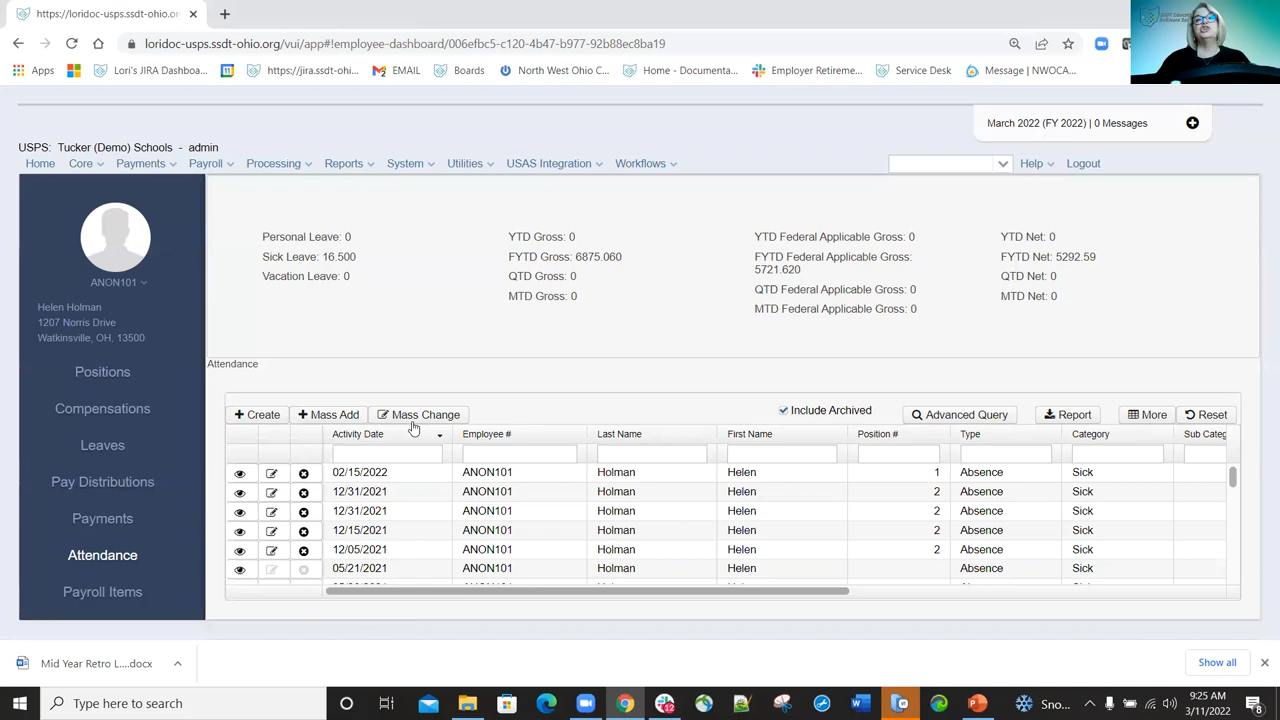 https://loridoc-usps.ssdt-ohio.or
loridoc-usps.ssdt-ohio.org/vui/app#!employee-dashboard/006efbc5-c120-4b47-b977-92b88ec8ba19
Apps Lori's JIRA Dashboa... https://jira.ssdt-ohi... EMAIL Boards North West Ohio C... Home - Documenta... Employer Retireme... Service Desk Message | NWOCA...
March 2022 (FY 2022) | 0 Messages
USPS: Tucker (Demo) Schools - admin
Home Core Payments Payroll Processing Reports System Utilities USAS Integration Workflows Help Logout
ANON101
Helen Holman
1207 Norris Drive
Watkinsville, OH, 13500
Positions
Compensations
Leaves
Pay Distributions
Payments
Attendance
Payroll Items
Personal Leave: 0
Sick Leave: 16.500
Vacation Leave: 0
YTD Gross: 0
FYTD Gross: 6875.060
QTD Gross: 0
MTD Gross: 0
YTD Federal Applicable Gross: 0
FYTD Federal Applicable Gross:
5721.620
QTD Federal Applicable Gross: 0
MTD Federal Applicable Gross: 0
YTD Net: 0
FYTD Net: 5292.59
QTD Net: 0
MTD Net: 0
Attendance
Create Mass Add Mass Change Include Archived Advanced Query Report More Reset
Activity Date Employee # Last Name First Name Position # Type Category Sub Categ
02/15/2022 ANON101 Holman Helen 1 Absence Sick
12/31/2021 ANON101 Holman Helen 2 Absence Sick
12/31/2021 ANON101 Holman Helen 2 Absence Sick
12/15/2021 ANON101 Holman Helen 2 Absence Sick
12/05/2021 ANON101 Holman Helen 2 Absence Sick
05/21/2021 ANON101 Holman Helen Absence Sick
Mid Year Retro L....docx
Show all
Type here to search
12
Sno...
9:25 AM
3/11/2022
8